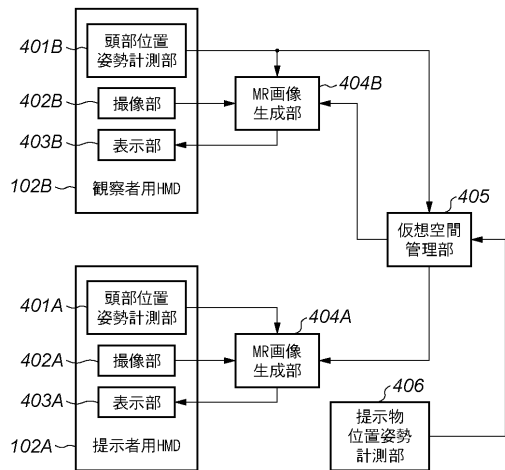 401B
頭部位置
姿勢計測部
402B
撮像部
403B
表示部
102B
観察者用HMD
MR画像
生成部
404B
405
仮想空間
管理部
401A
頭部位置
姿勢計測部
402A
撮像部
403A
表示部
102A
提示者用HMD
404A
MR画像
生成部
406
提示物
位置姿勢
計測部